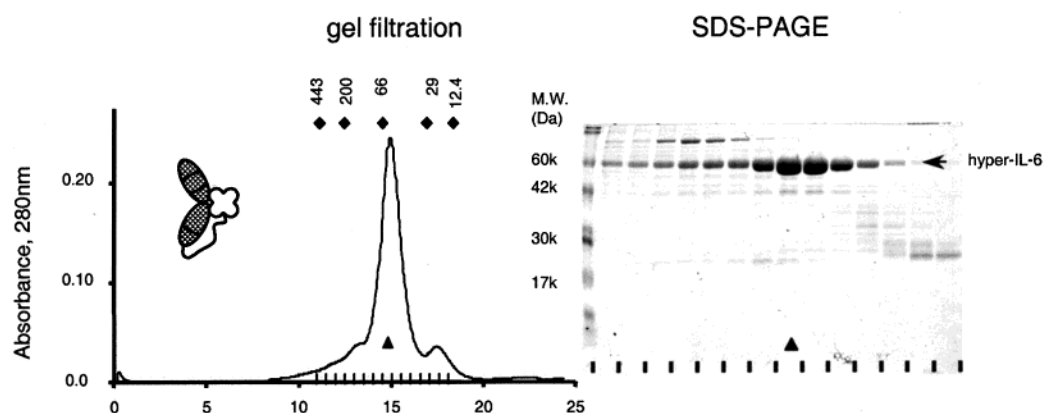 gel filtration
SDS-PAGE
443
200
66
29
12.4
M.W.
(Da)
60k
42k
30k
17k
hyper-IL-6
Absorbance, 280nm
0.20
0.10
0.0
0
5
10
15
20
25